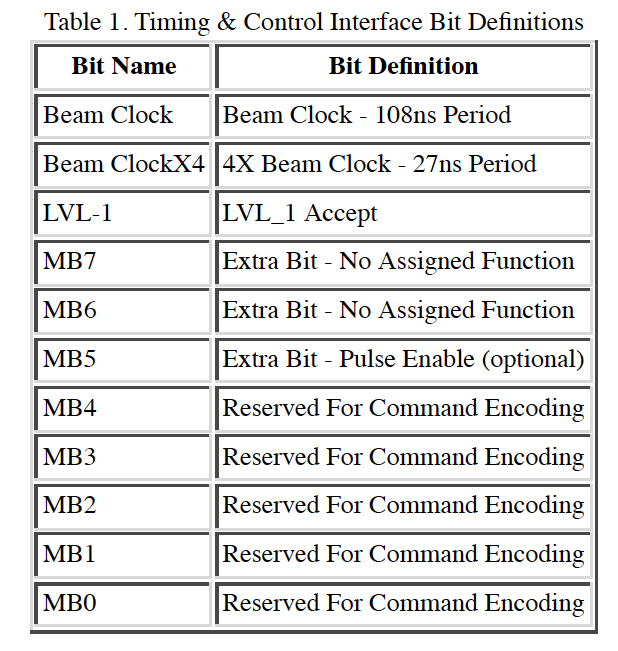 Table 1. Timing & Control Interface Bit Definitions
Bit Name Bit Definition
Beam Clock Beam Clock - 108ns Period
Beam ClockX4 4X Beam Clock - 27ns Period
LVL-1 LVL_1 Accept
MB7 Extra Bit - No Assigned Function
MB6 Extra Bit - No Assigned Function
MB5 Extra Bit - Pulse Enable (optional)
MB4 Reserved For Command Encoding
MB3 Reserved For Command Encoding
MB2 Reserved For Command Encoding
MB1 Reserved For Command Encoding
MB0 Reserved For Command Encoding